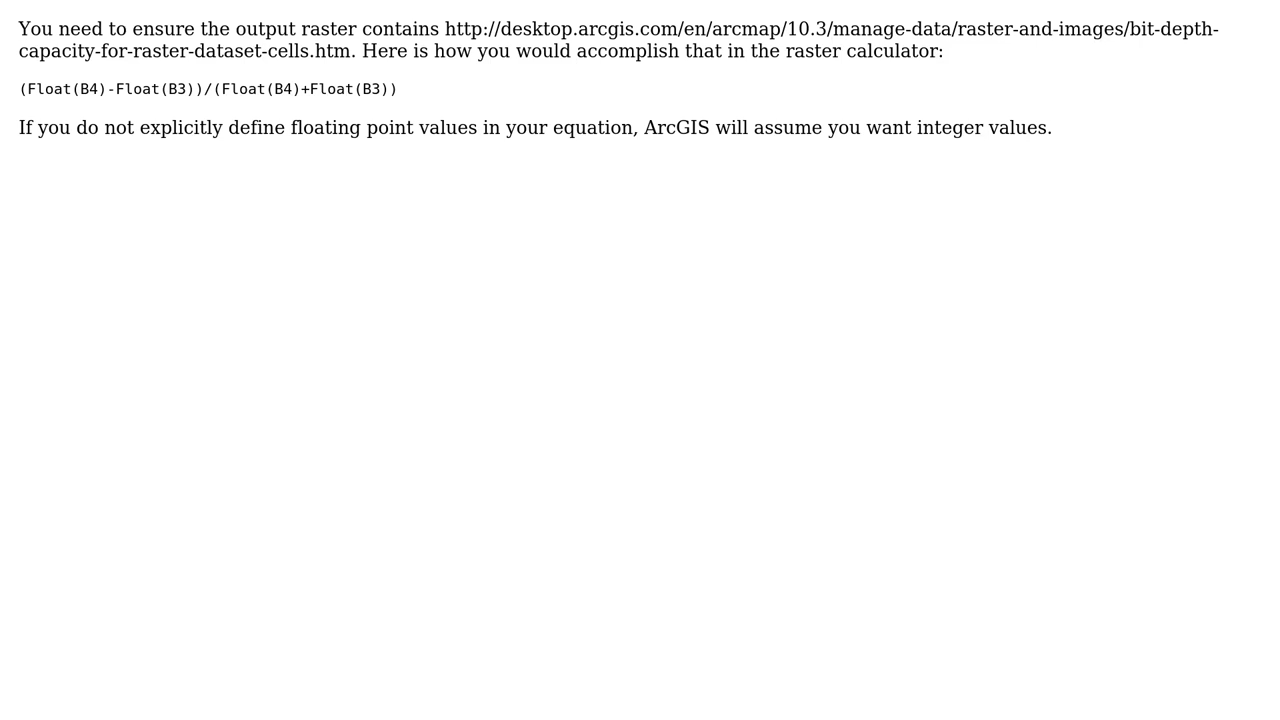 You need to ensure the output raster contains http://desktop.arcgis.com/en/arcmap/10.3/manage-data/raster-and-images/bit-depth-
capacity-for-raster-dataset-cells.htm. Here is how you would accomplish that in the raster calculator:
(Float(B4)-Float(B3))/(Float(B4)+Float(B3))
If you do not explicitly define floating point values in your equation, ArcGIS will assume you want integer values.